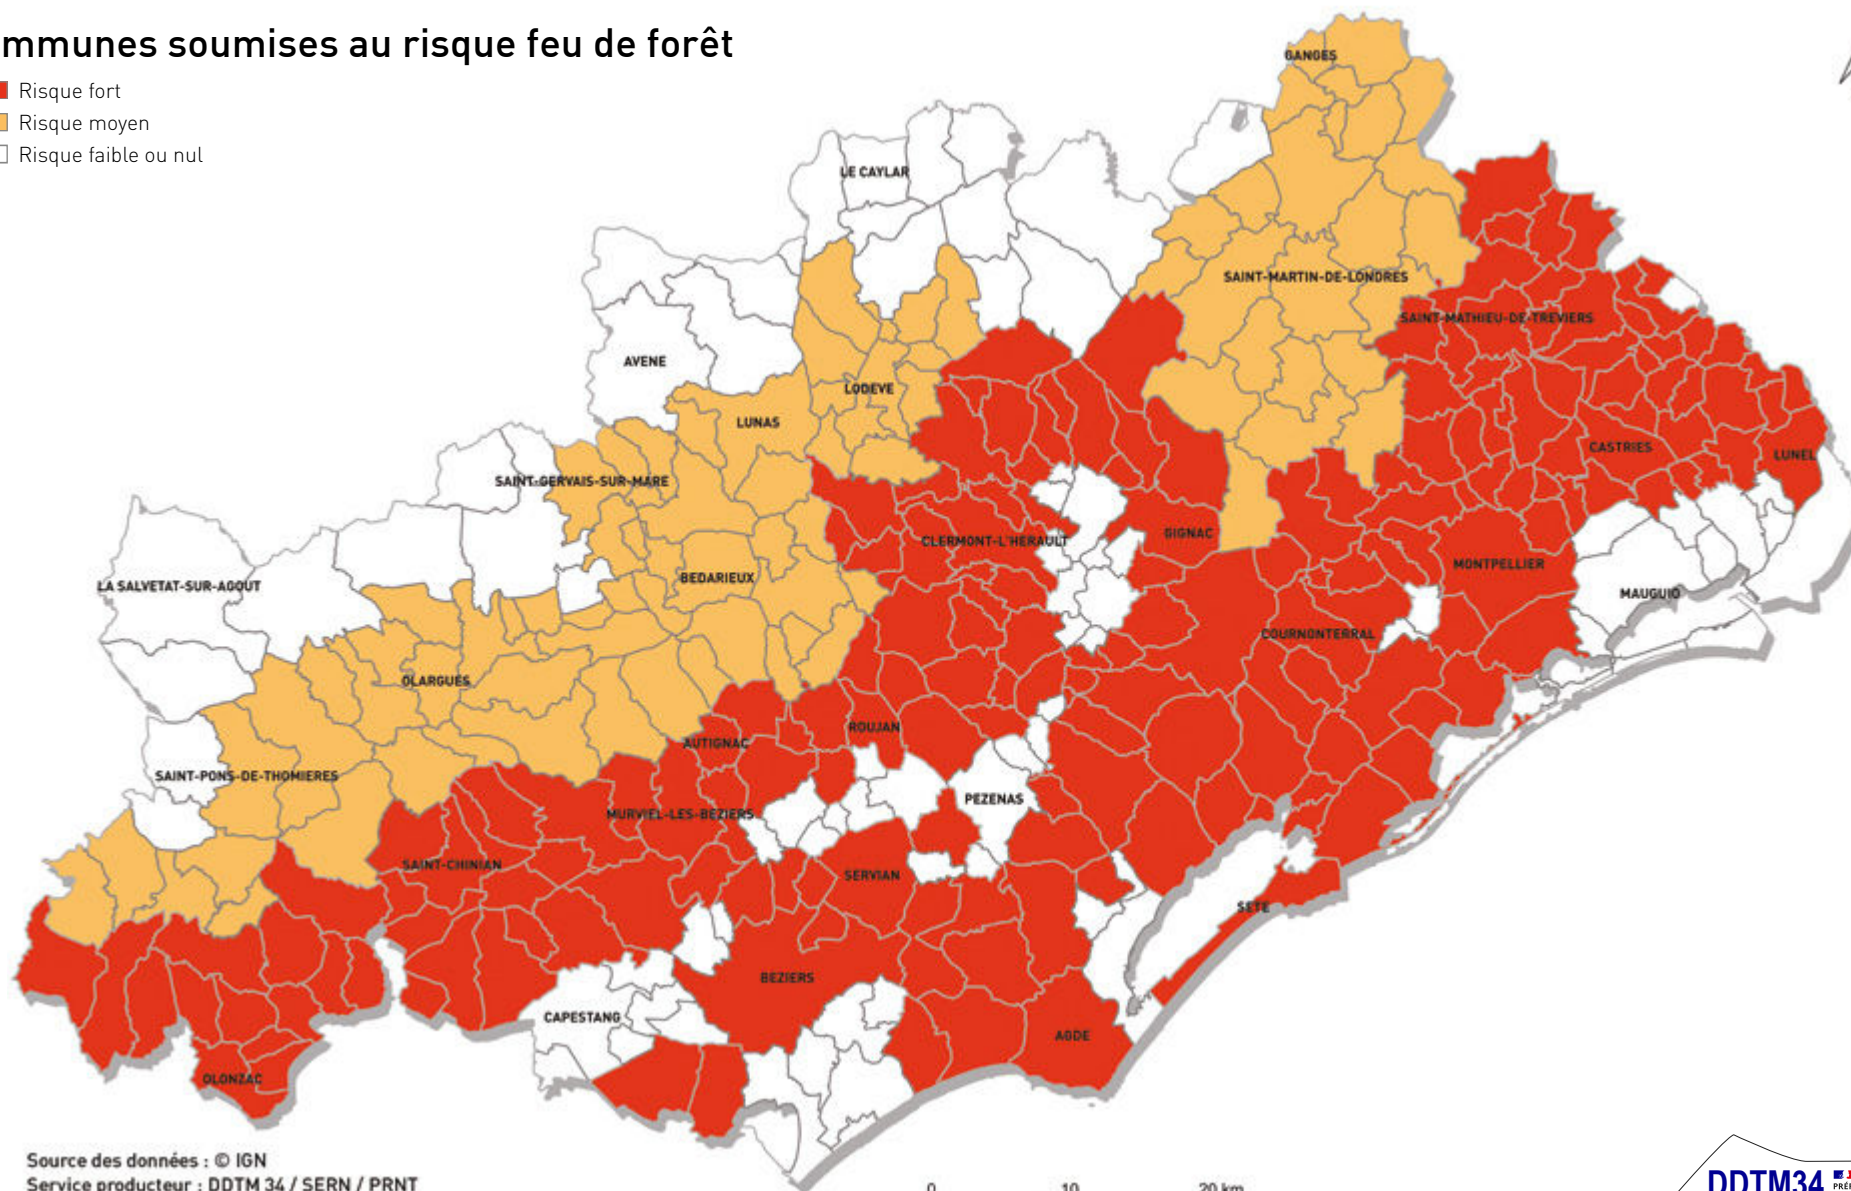 mmunes soumises au risque feu de forêt
Risque fort
Risque moyen
Risque faible ou nul
GANGES
LE CAYLAR
SAINT-MARTIN-DE-LONDRES
SAINT-MATHIEU-DE-TREVIERS
AVENE
LODEVE
LUNAS
CASTRIES
LUNEL
SAINT-GERVAIS-SUR-MARE
CLERMONT-L'HERAULT
GIGNAC
MONTPELLIER
BEDARIEUX
LA SALVETAT-SUR-AGOUT
MAUGUIO
COURNONTERRAL
OLARGUES
ROUJAN
AUTIGNAC
SAINT-PONS-DE-THOMIERES
PEZENAS
MURVIEL-LES-BEZIERS
SAINT-CHINIAN
SERVIAN
SETE
BEZIERS
CAPESTANG
AGDE
OLONZAC
Source des données : © IGN
Service producteur : DDTM 34 / SERN / PRNT
0 10 20 km
DDTM34